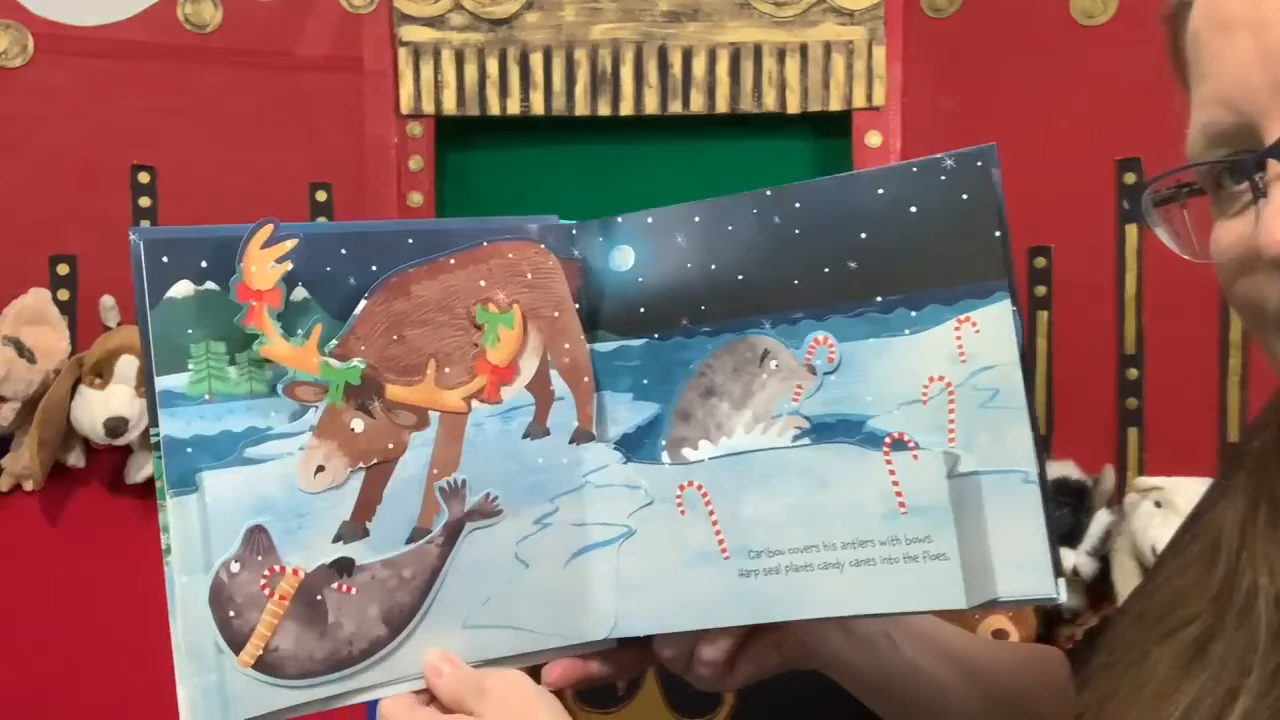 Caribou covers his antlers with bows.
Harp seal plants candy canes into the floes.